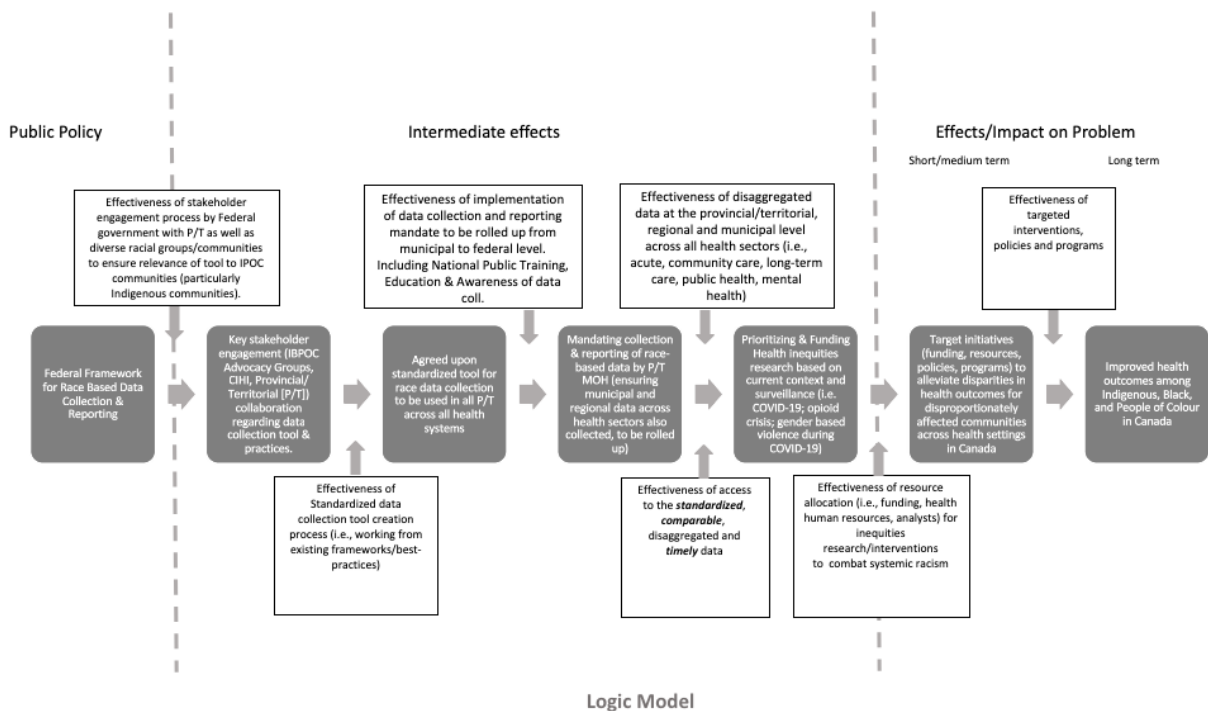 Public Policy
Intermediate effects
Effects/Impact on Problem
Short/medium term
Long term
Effectiveness of stakeholder
engagement process by Federal
government with P/T as well as
diverse racial groups/communities
to ensure relevance of tool to IPOC
communities (particularly
Indigenous communities).
Effectiveness of implementation
of data collection and reporting
mandate to be rolled up from
municipal to federal level.
Including National Public Training,
Education & Awareness of data
coll.
Effectiveness of disaggregated
data at the provincial/territorial,
regional and municipal level
across all health sectors (i.e.,
acute, community care, long-term
care, public health, mental
health)
Effectiveness of
targeted
interventions,
policies and programs
Federal Framework
for Race Based Data
Collection &
Reporting
Key stakeholder
engagement (IBPOC
Advocacy Groups,
CIHI, Provincial/
Territorial [P/T])
collaboration
regarding data
collection tool &
practices.
Agreed upon
standardized tool for
race data collection
to be used in all P/T
across all health
systems
Mandating collection
& reporting of race-
based data by P/T
MOH (ensuring
municipal and
regional data across
health sectors also
collected, to be rolled
up)
Prioritizing & Funding
Health inequities
research based on
current context and
surveillance (i.e.
COVID-19; opioid
crisis; gender based
violence during
COVID-19)
Target initiatives
(funding, resources,
policies, programs) to
alleviate disparities in
health outcomes for
disproportionately
affected communities
across health settings
in Canada
Improved health
outcomes among
Indigenous, Black,
and People of Colour
in Canada
Effectiveness of
Standardized data
collection tool creation
process (i.e., working from
existing frameworks/best-
practices)
Effectiveness of access
to the standardized,
comparable,
disaggregated and
timely data
Effectiveness of resource
allocation (i.e., funding, health
human resources, analysts) for
inequities
research/interventions
to combat systemic racism
Logic Model